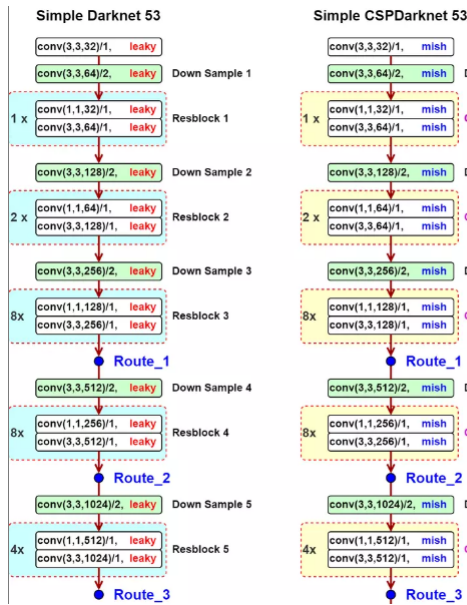 Simple Darknet 53
conv(3,3,32)/1, leaky
conv(3,3,64)/2, leaky
Down Sample 1
1 x
conv(1,1,32)/1, leaky
conv(3,3,64)/1, leaky
Resblock 1
conv(3,3,128)/2, leaky
Down Sample 2
2 x
conv(1,1,64)/1, leaky
conv(3,3,128)/1, leaky
Resblock 2
conv(3,3,256)/2, leaky
Down Sample 3
8x
conv(1,1,128)/1, leaky
conv(3,3,256)/1, leaky
Resblock 3
Route_1
conv(3,3,512)/2, leaky
Down Sample 4
8x
conv(1,1,256)/1, leaky
conv(3,3,512)/1, leaky
Resblock 4
Route_2
conv(3,3,1024)/2, leaky
Down Sample 5
4x
conv(1,1,512)/1, leaky
conv(3,3,1024)/1, leaky
Resblock 5
Route_3
Simple CSPDarknet 53
conv(3,3,32)/1, mish
conv(3,3,64)/2, mish
1 x
conv(1,1,32)/1, mish
conv(3,3,64)/1, mish
conv(3,3,128)/2, mish
2 x
conv(1,1,64)/1, mish
conv(3,3,64)/1, mish
conv(3,3,256)/2, mish
8x
conv(1,1,128)/1, mish
conv(3,3,128)/1, mish
Route_1
conv(3,3,512)/2, mish
8x
conv(1,1,256)/1, mish
conv(3,3,256)/1, mish
Route_2
conv(3,3,1024)/2, mish
4x
conv(1,1,512)/1, mish
conv(3,3,512)/1, mish
Route_3